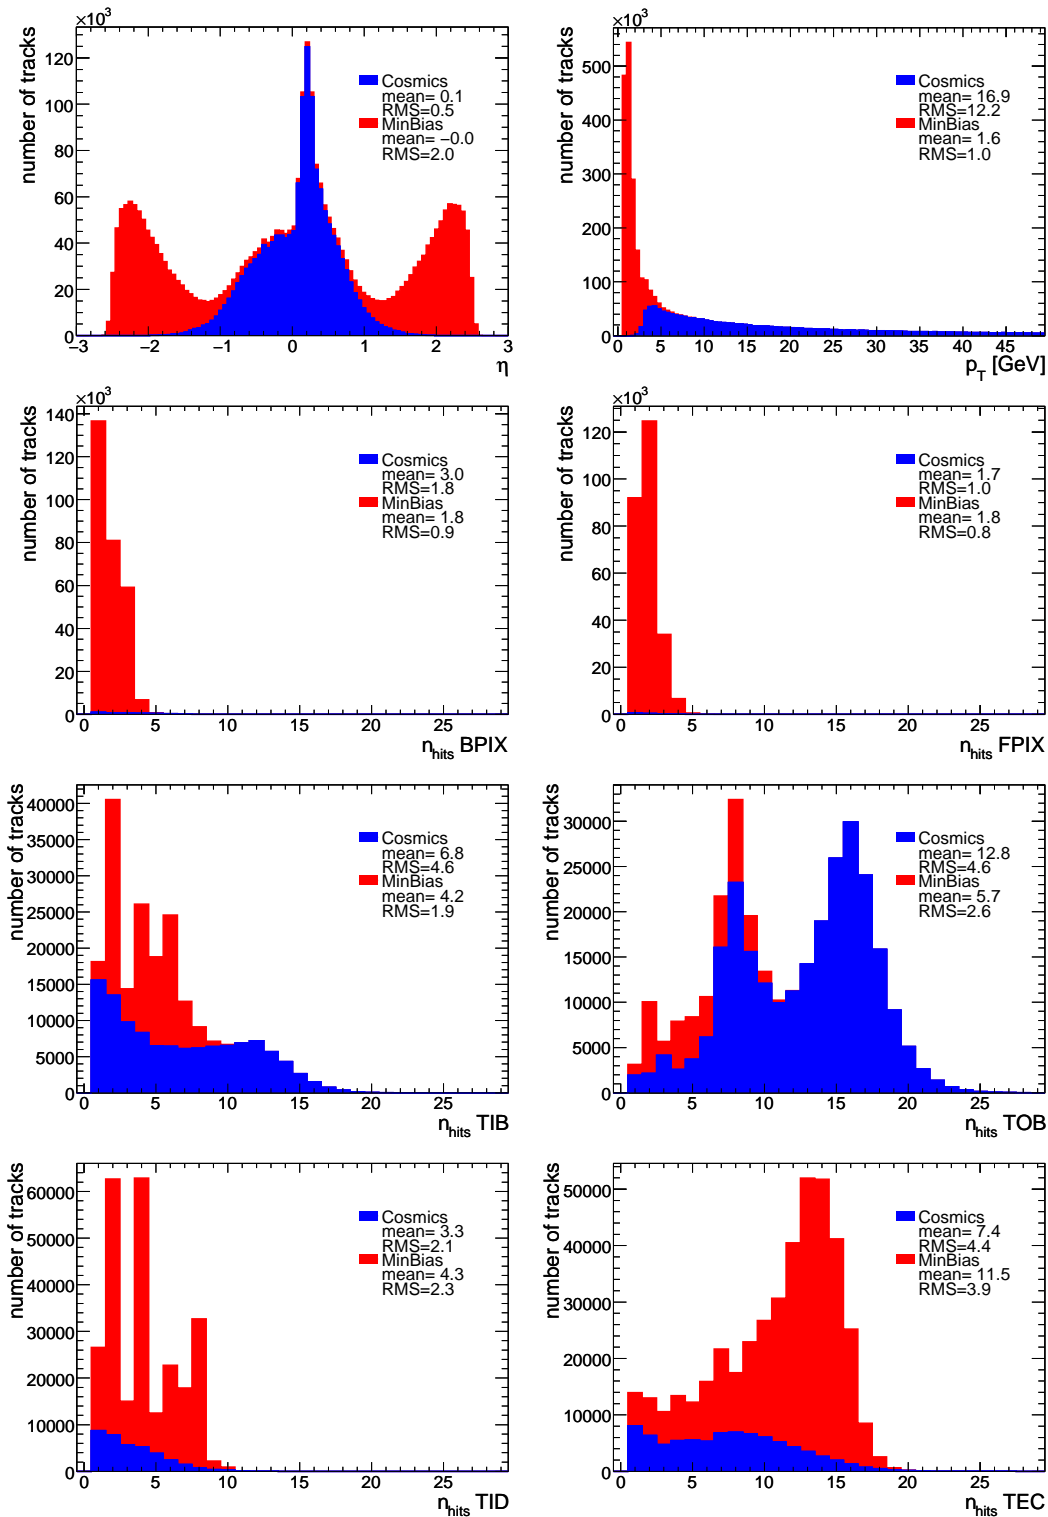 ×10³
number of tracks
120
100
80
60
40
20
0
−3
−2
−1
0
1
2
3
η
Cosmics
mean= 0.1
RMS=0.5
MinBias
mean= −0.0
RMS=2.0
×10³
number of tracks
500
400
300
200
100
0
0
5
10
15
20
25
30
35
40
45
p_T [GeV]
Cosmics
mean= 16.9
RMS=12.2
MinBias
mean= 1.6
RMS=1.0
×10³
number of tracks
140
120
100
80
60
40
20
0
0
5
10
15
20
25
n_hits BPIX
Cosmics
mean= 3.0
RMS=1.8
MinBias
mean= 1.8
RMS=0.9
×10³
number of tracks
120
100
80
60
40
20
0
0
5
10
15
20
25
n_hits FPIX
Cosmics
mean= 1.7
RMS=1.0
MinBias
mean= 1.8
RMS=0.8
number of tracks
40000
35000
30000
25000
20000
15000
10000
5000
0
0
5
10
15
20
25
n_hits TIB
Cosmics
mean= 6.8
RMS=4.6
MinBias
mean= 4.2
RMS=1.9
number of tracks
30000
25000
20000
15000
10000
5000
0
0
5
10
15
20
25
n_hits TOB
Cosmics
mean= 12.8
RMS=4.6
MinBias
mean= 5.7
RMS=2.6
number of tracks
60000
50000
40000
30000
20000
10000
0
0
5
10
15
20
25
n_hits TID
Cosmics
mean= 3.3
RMS=2.1
MinBias
mean= 4.3
RMS=2.3
number of tracks
50000
40000
30000
20000
10000
0
0
5
10
15
20
25
n_hits TEC
Cosmics
mean= 7.4
RMS=4.4
MinBias
mean= 11.5
RMS=3.9